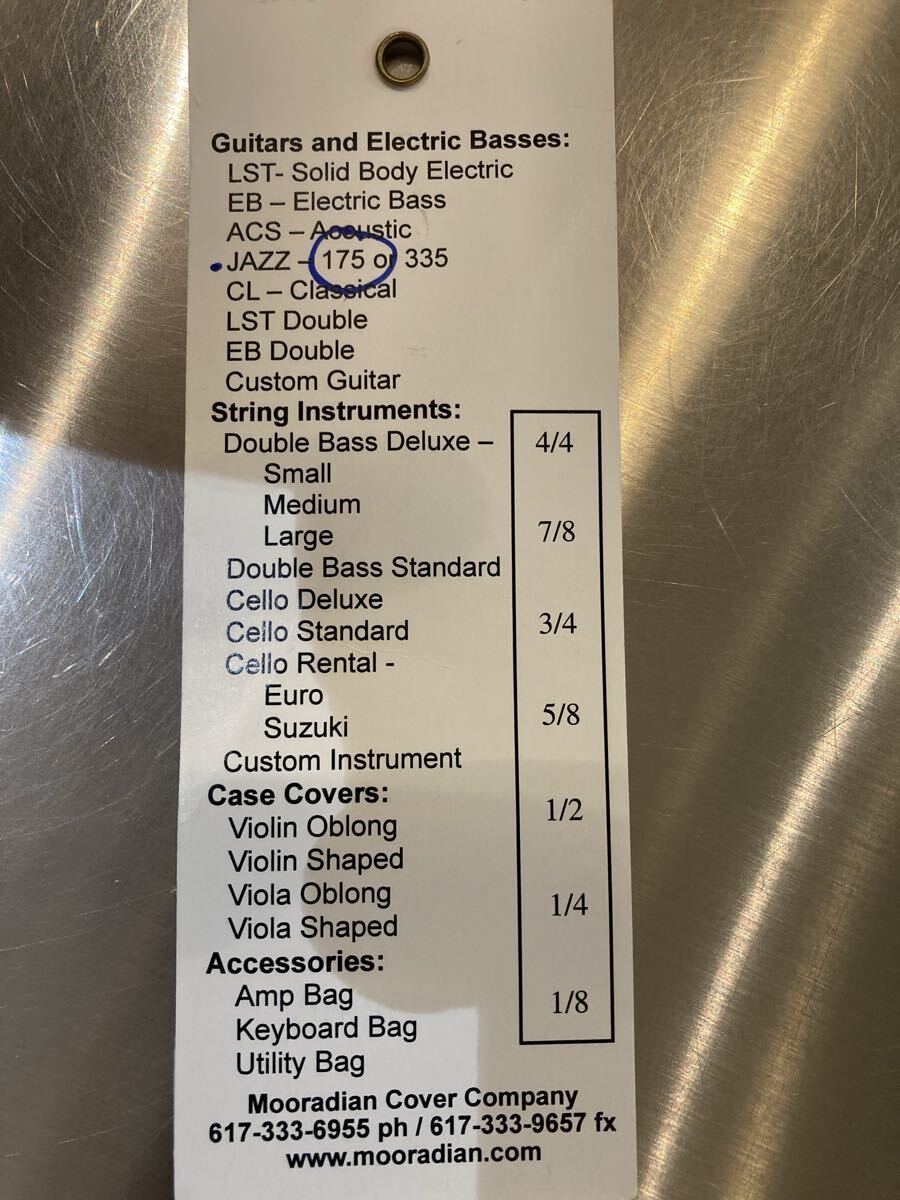 Guitars and Electric Basses:
LST- Solid Body Electric
EB – Electric Bass
ACS – Acoustic
JAZZ – 175 or 335
CL – Classical
LST Double
EB Double
Custom Guitar
String Instruments:
Double Bass Deluxe –
Small
Medium
Large
Double Bass Standard
Cello Deluxe
Cello Standard
Cello Rental -
Euro
Suzuki
Custom Instrument
4/4
7/8
3/4
5/8
1/2
1/4
1/8
Case Covers:
Violin Oblong
Violin Shaped
Viola Oblong
Viola Shaped
Accessories:
Amp Bag
Keyboard Bag
Utility Bag
Mooradian Cover Company
617-333-6955 ph / 617-333-9657 fx
www.mooradian.com